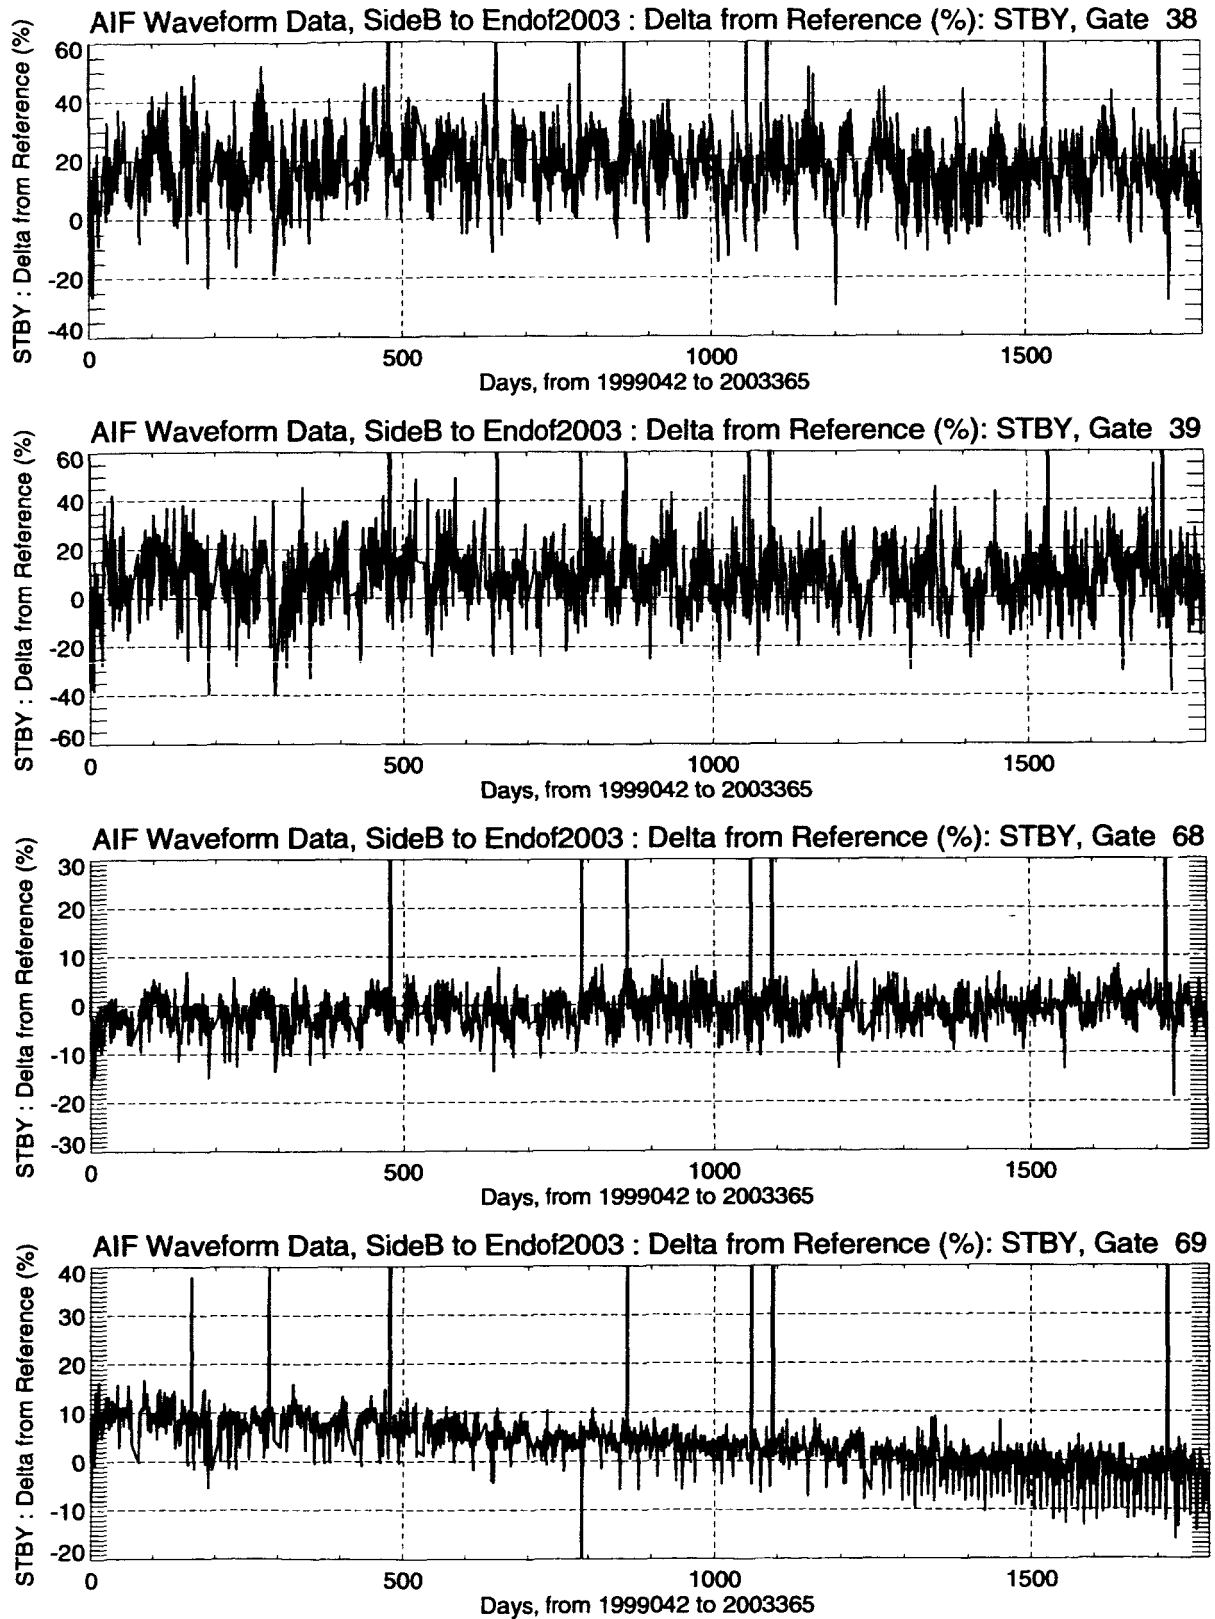 AIF Waveform Data, SideB to Endof2003 : Delta from Reference (%): STBY, Gate 38
STBY : Delta from Reference (%)
60
40
20
0
-20
-40
0 500 1000 1500
Days, from 1999042 to 2003365
AIF Waveform Data, SideB to Endof2003 : Delta from Reference (%): STBY, Gate 39
STBY : Delta from Reference (%)
60
40
20
0
-20
-40
-60
0 500 1000 1500
Days, from 1999042 to 2003365
AIF Waveform Data, SideB to Endof2003 : Delta from Reference (%): STBY, Gate 68
STBY : Delta from Reference (%)
30
20
10
0
-10
-20
-30
0 500 1000 1500
Days, from 1999042 to 2003365
AIF Waveform Data, SideB to Endof2003 : Delta from Reference (%): STBY, Gate 69
STBY : Delta from Reference (%)
40
30
20
10
0
-10
-20
0 500 1000 1500
Days, from 1999042 to 2003365